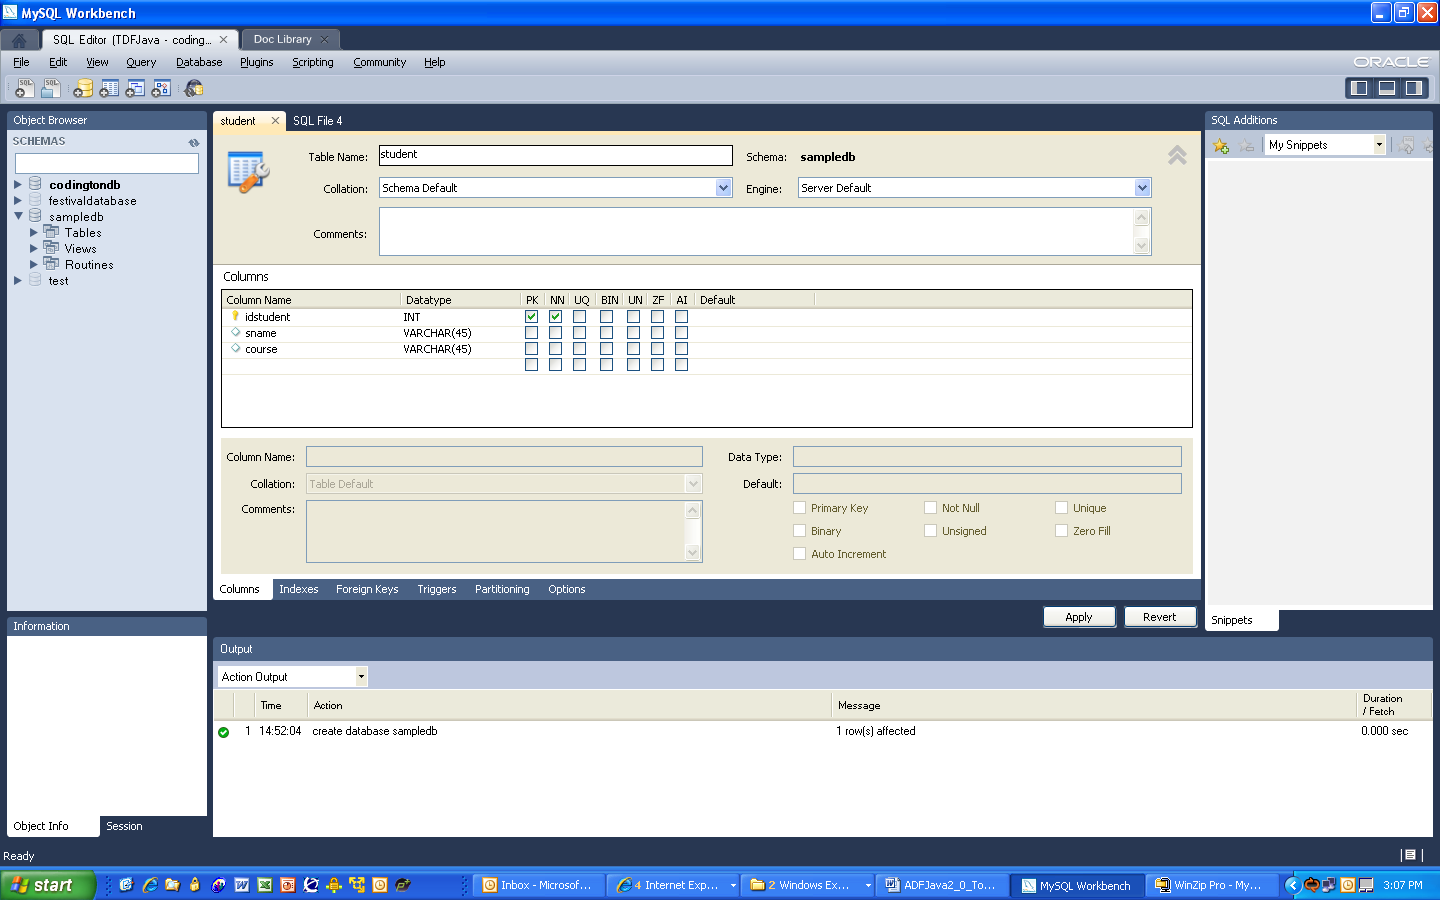 MySQL Workbench
SQL Editor (TDFJava - coding...
Doc Library
File Edit View Query Database Plugins Scripting Community Help
ORACLE
SQL SQL
Object Browser
SCHEMAS
codingtondb
festivaldatabase
sampledb
Tables
Views
Routines
test
student
SQL File 4
Table Name: student
Schema: sampledb
Collation: Schema Default
Engine: Server Default
Comments:
Columns
Column Name Datatype PK NN UQ BIN UN ZF AI Default
idstudent INT
sname VARCHAR(45)
course VARCHAR(45)
Column Name:
Data Type:
Collation: Table Default
Default:
Comments:
Primary Key Not Null Unique
Binary Unsigned Zero Fill
Auto Increment
Columns Indexes Foreign Keys Triggers Partitioning Options
Apply Revert
SQL Additions
My Snippets
Snippets
Information
Object Info Session
Output
Action Output
Time Action Message Duration / Fetch
1 14:52:04 create database sampledb 1 row(s) affected 0.000 sec
Ready
start
Inbox - Microsof...
4 Internet Exp...
2 Windows Ex...
ADFJava2_0_To...
MySQL Workbench
WinZip Pro - My...
3:07 PM